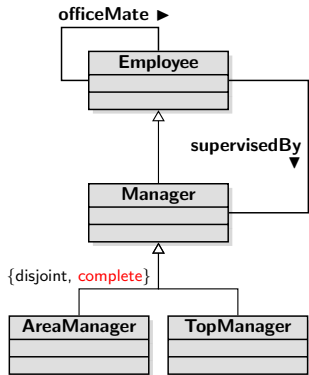 officeMate ►
Employee
supervisedBy
▼
Manager
{disjoint, complete}
AreaManager
TopManager